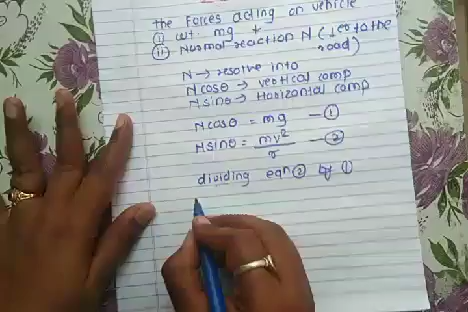 the Forces acting on vehicle
(i) wt mg +
(ii) Normal reaction N (⊥er to the road)
N → resolve into
N cosθ → vertical comp
N sinθ → Horizontal comp
N cosθ = mg — ①
N sinθ = mv²/r — ②
dividing eqn ② by ①